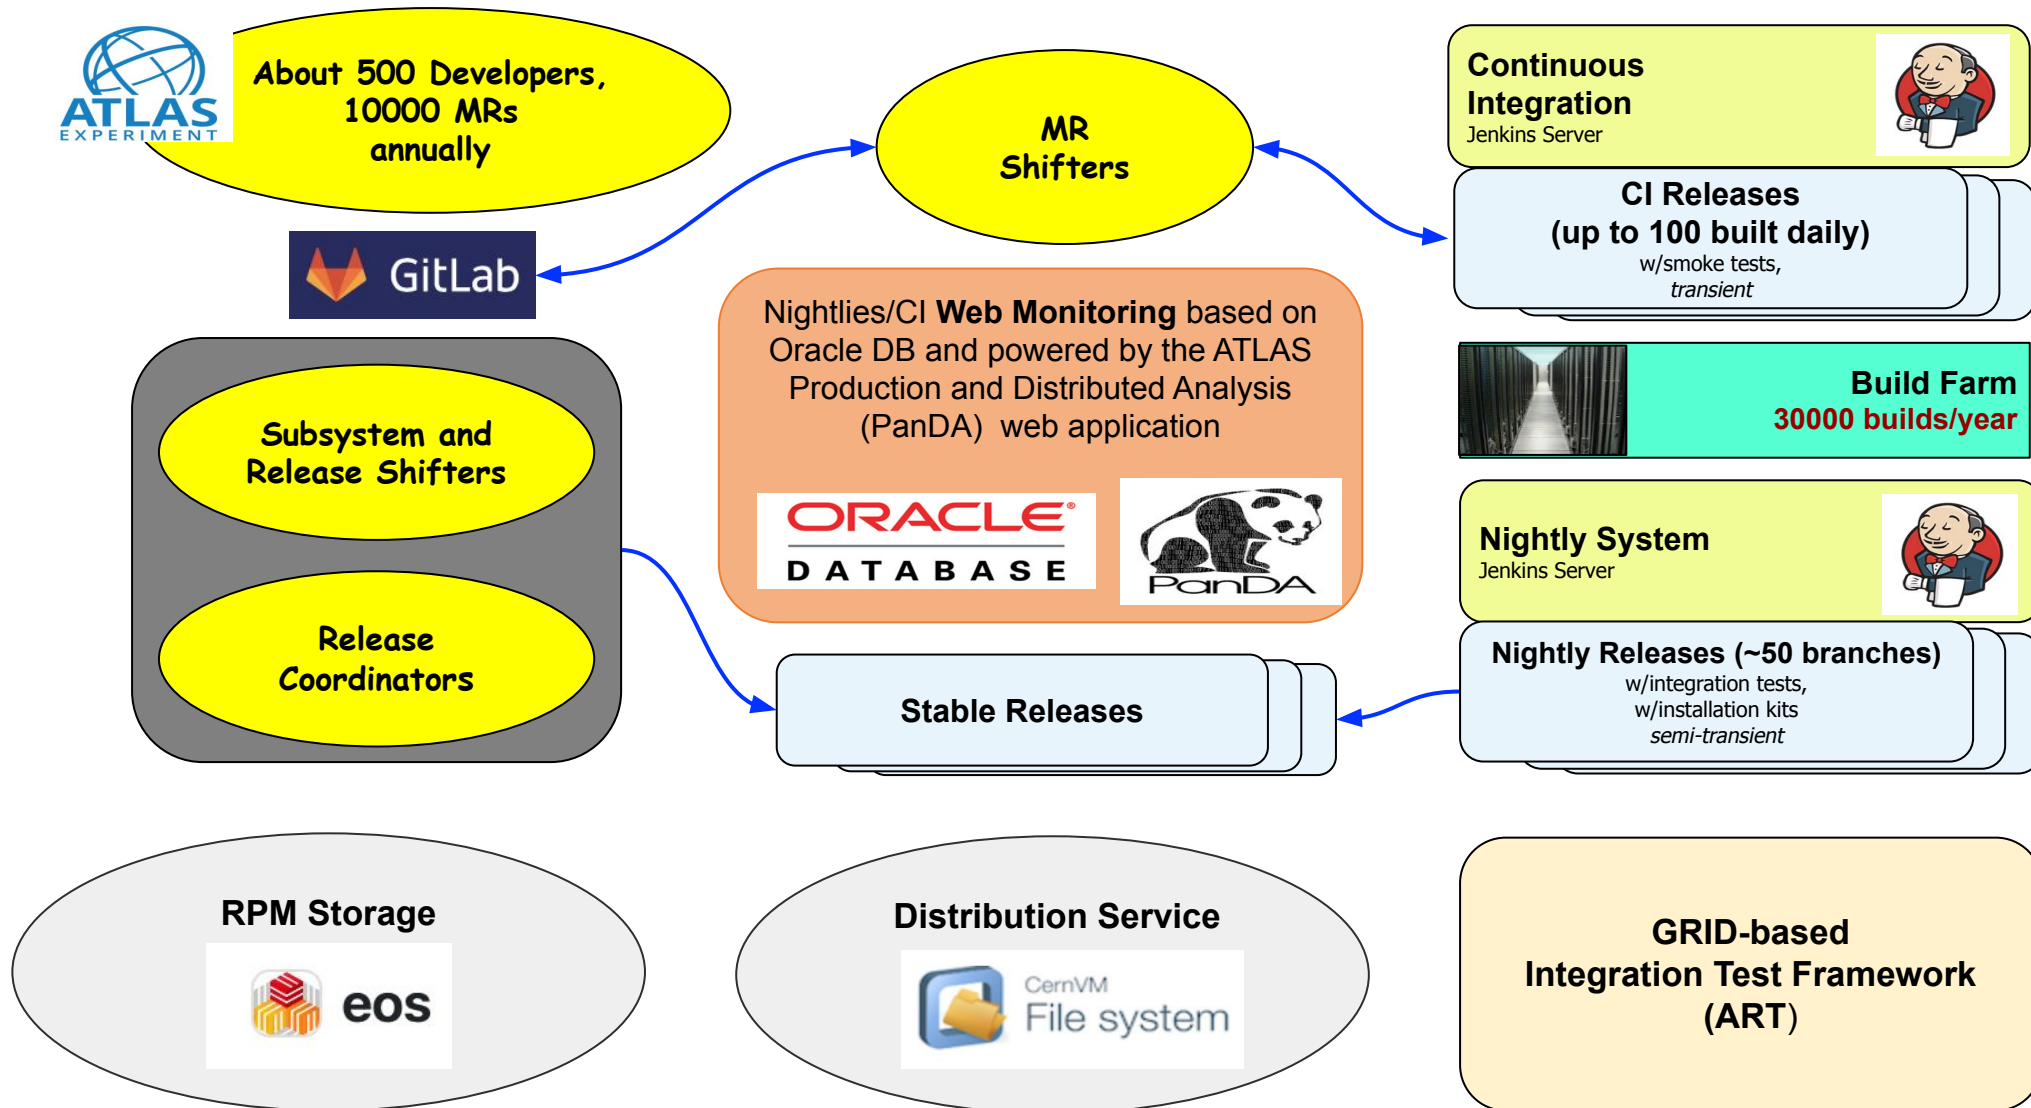 ATLAS
EXPERIMENT
About 500 Developers,
10000 MRs
annually
GitLab
MR
Shifters
Continuous
Integration
Jenkins Server
CI Releases
(up to 100 built daily)
w/smoke tests,
transient
Nightlies/CI Web Monitoring based on
Oracle DB and powered by the ATLAS
Production and Distributed Analysis
(PanDA) web application
ORACLE®
DATABASE
PanDA
Build Farm
30000 builds/year
Subsystem and
Release Shifters
Release
Coordinators
Nightly System
Jenkins Server
Nightly Releases (~50 branches)
w/integration tests,
w/installation kits
semi-transient
Stable Releases
RPM Storage
eos
Distribution Service
CernVM
File system
GRID-based
Integration Test Framework
(ART)